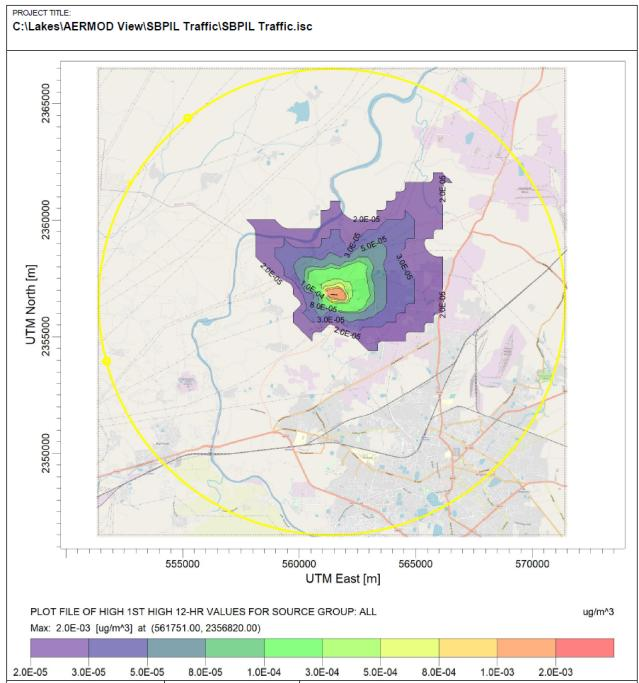 PROJECT TITLE:
C:\Lakes\AERMOD View\SBPIL Traffic\SBPIL Traffic.isc
UTM North [m]
2365000
2360000
2355000
2350000
2.0E-05
2.0E-05
3.0E-05
5.0E-05
3.0E-05
2.0E-05
1.0E-04
8.0E-05
3.0E-05
2.0E-05
2.0E-05
555000 560000 565000 570000
UTM East [m]
PLOT FILE OF HIGH 1ST HIGH 12-HR VALUES FOR SOURCE GROUP: ALL ug/m^3
Max: 2.0E-03 [ug/m^3] at (561751.00, 2356820.00)
2.0E-05 3.0E-05 5.0E-05 8.0E-05 1.0E-04 3.0E-04 5.0E-04 8.0E-04 1.0E-03 2.0E-03